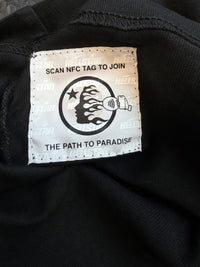 SCAN NFC TAG TO JOIN
THE PATH TO PARADISE